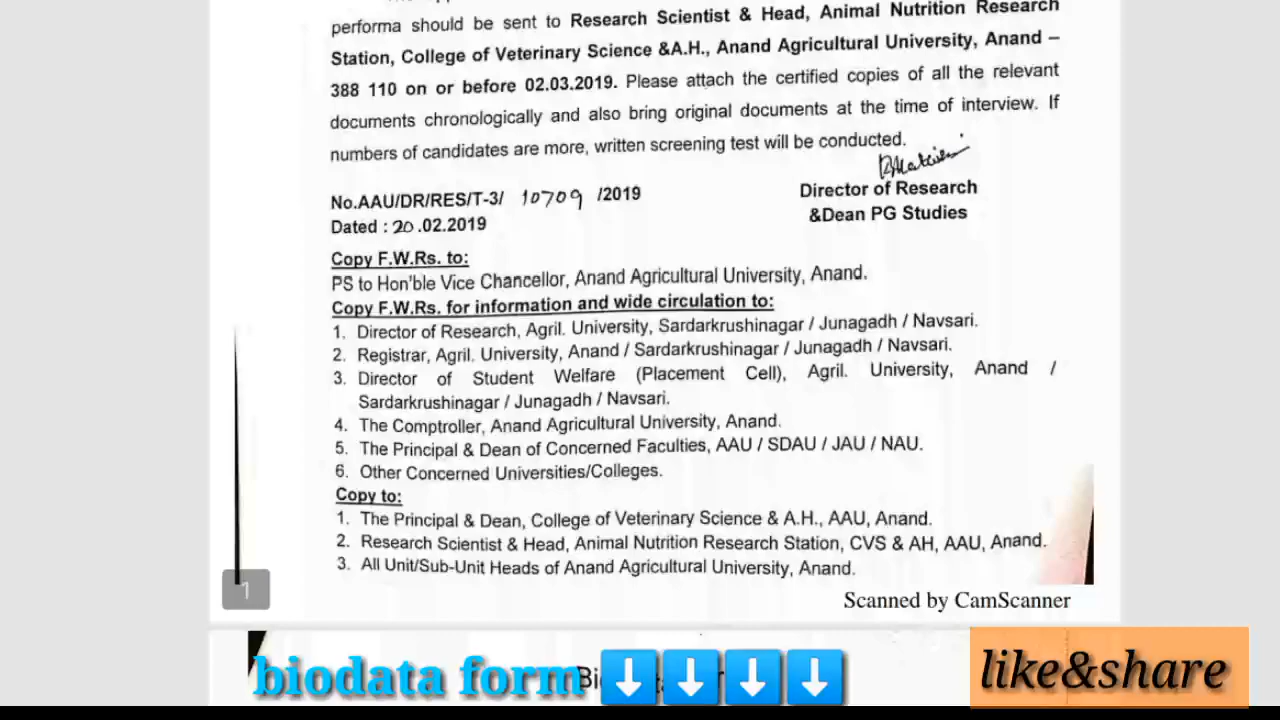 performa should be sent to Research Scientist & Head, Animal Nutrition Research
Station, College of Veterinary Science &A.H., Anand Agricultural University, Anand –
388 110 on or before 02.03.2019. Please attach the certified copies of all the relevant
documents chronologically and also bring original documents at the time of interview. If
numbers of candidates are more, written screening test will be conducted.
No.AAU/DR/RES/T-3/ 10709 /2019
Director of Research
&Dean PG Studies
Dated : 20.02.2019
Copy F.W.Rs. to:
PS to Hon'ble Vice Chancellor, Anand Agricultural University, Anand.
Copy F.W.Rs. for information and wide circulation to:
1. Director of Research, Agril. University, Sardarkrushinagar / Junagadh / Navsari.
2. Registrar, Agril. University, Anand / Sardarkrushinagar / Junagadh / Navsari.
3. Director of Student Welfare (Placement Cell), Agril. University, Anand /
Sardarkrushinagar / Junagadh / Navsari.
4. The Comptroller, Anand Agricultural University, Anand.
5. The Principal & Dean of Concerned Faculties, AAU / SDAU / JAU / NAU.
6. Other Concerned Universities/Colleges.
Copy to:
1. The Principal & Dean, College of Veterinary Science & A.H., AAU, Anand.
2. Research Scientist & Head, Animal Nutrition Research Station, CVS & AH, AAU, Anand.
3. All Unit/Sub-Unit Heads of Anand Agricultural University, Anand.
1
Scanned by CamScanner
biodata form
like&share